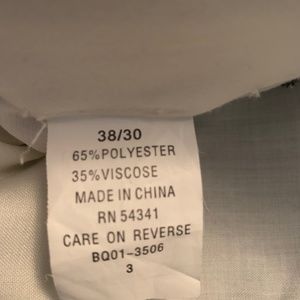 38/30
65%POLYESTER
35%VISCOSE
MADE IN CHINA
RN 54341
CARE ON REVERSE
BQ01-3506
3